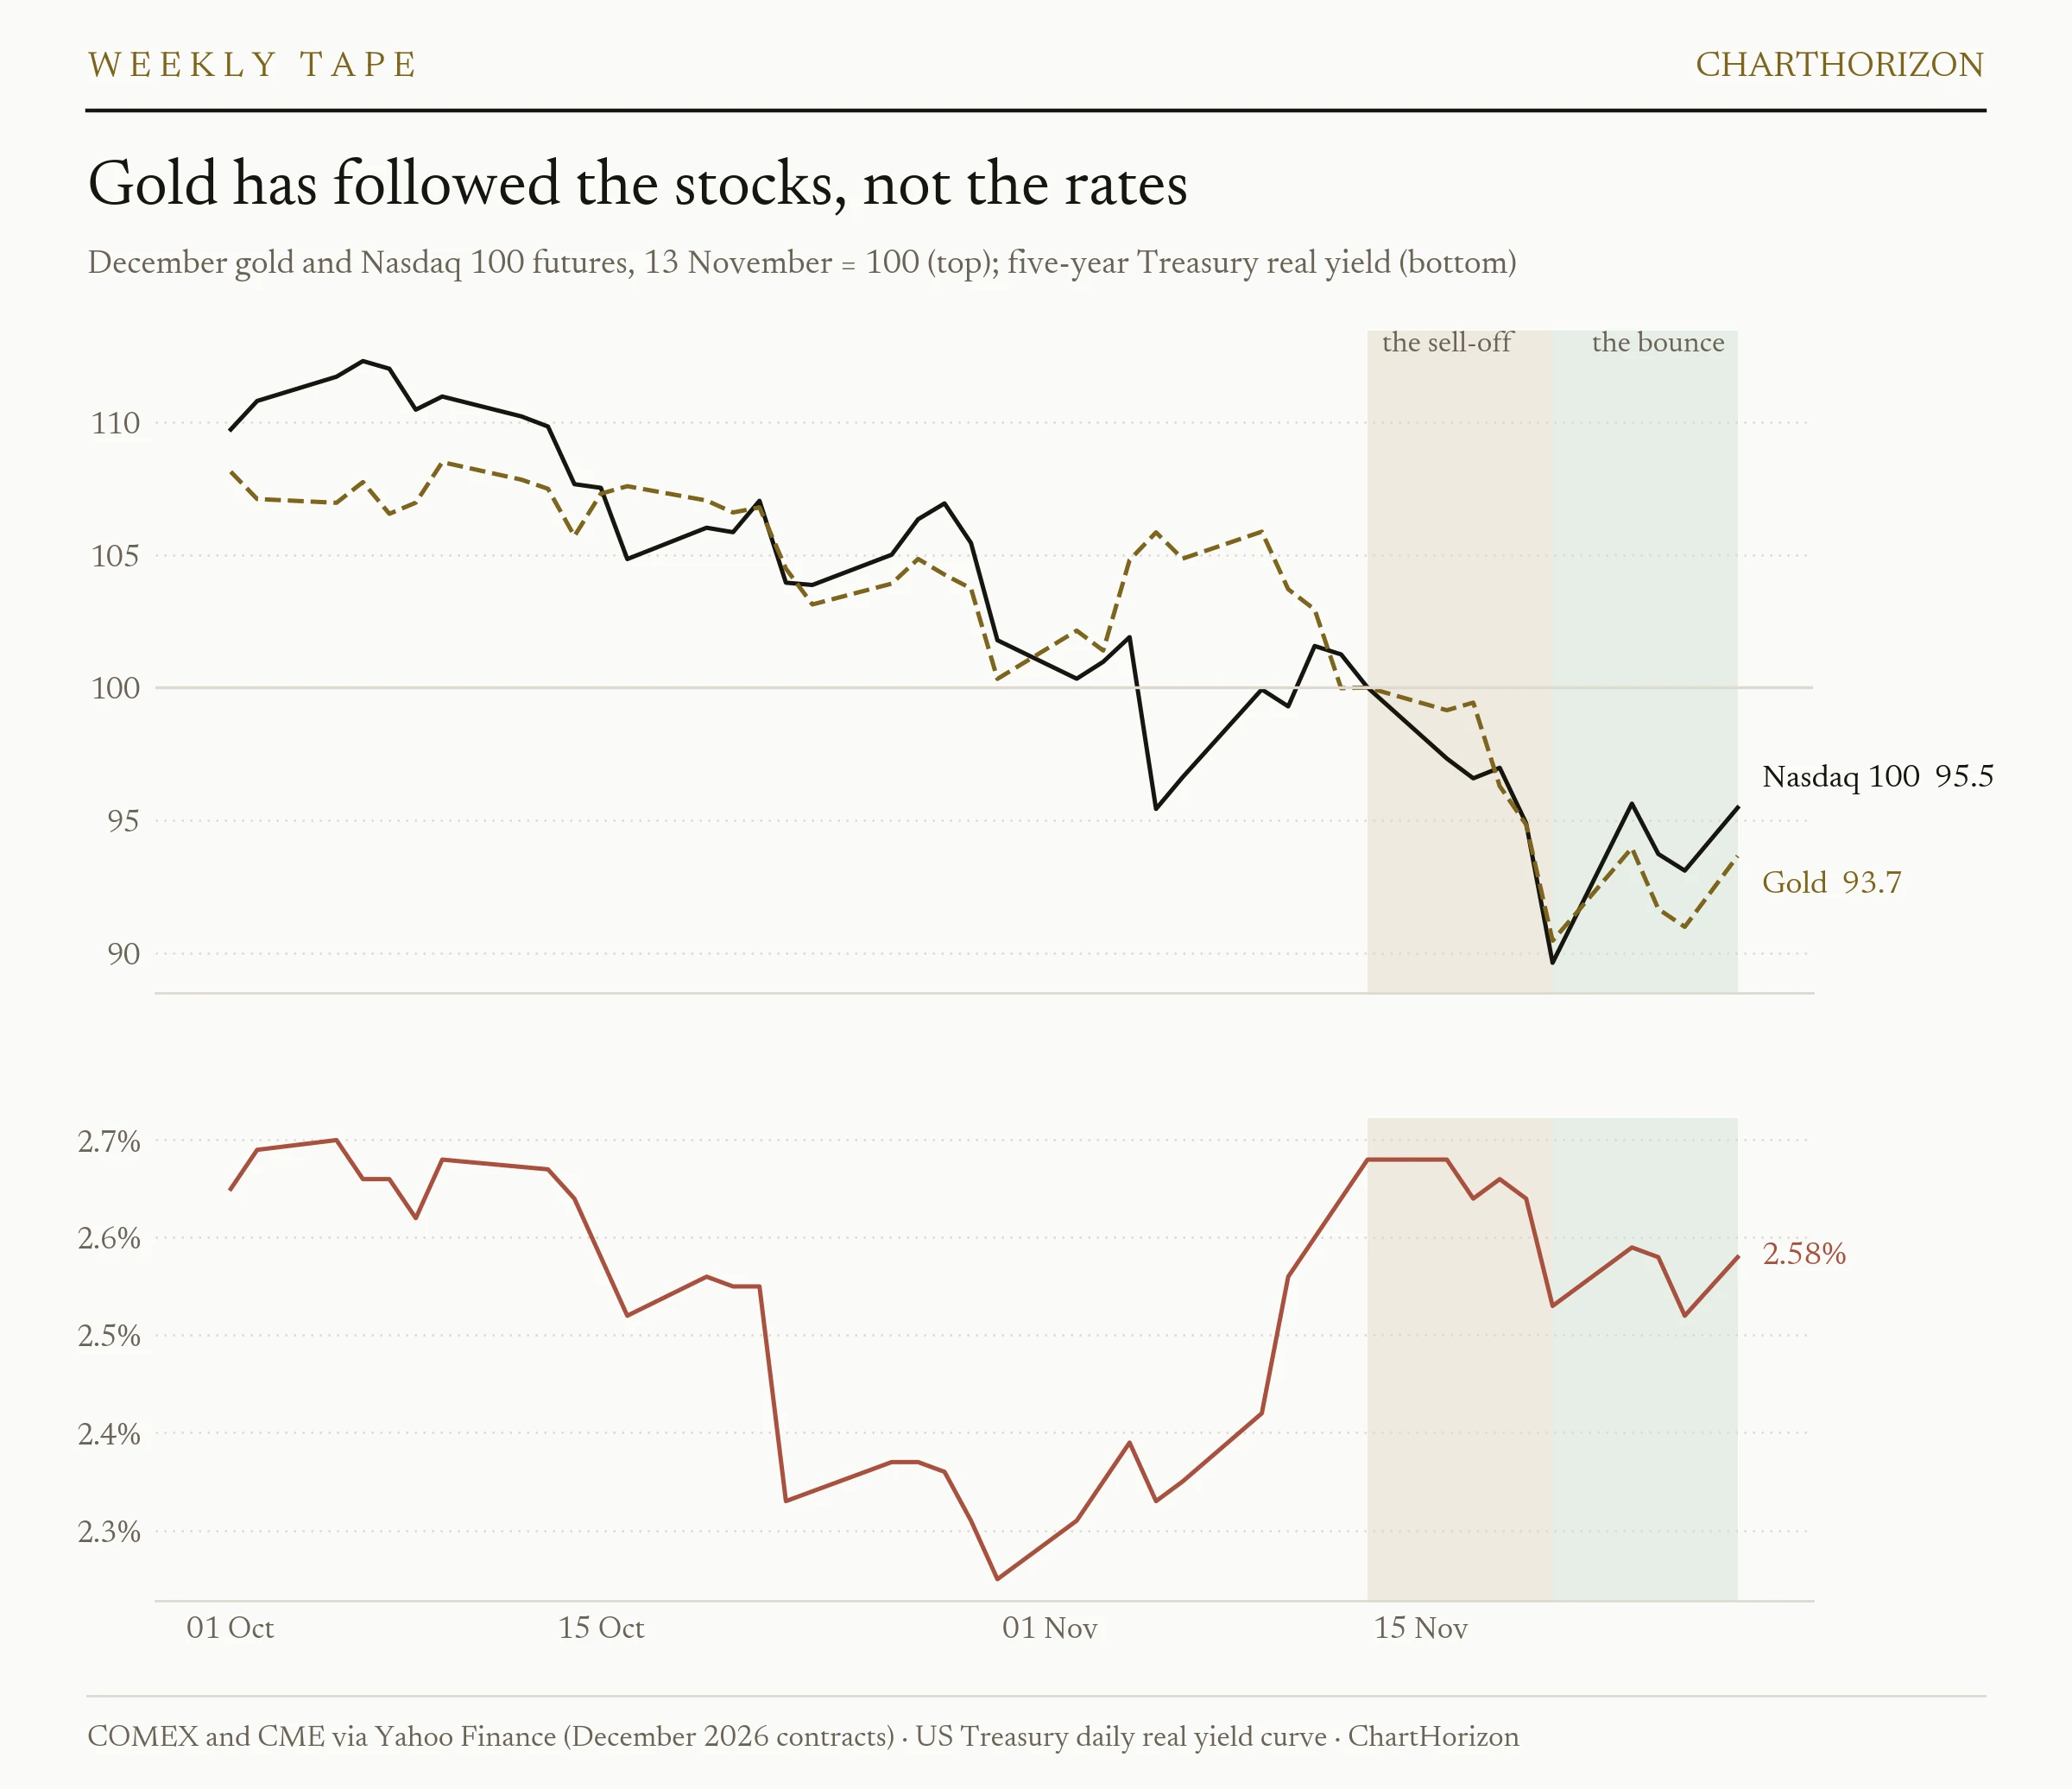 WEEKLY TAPE
CHARTHORIZON
Gold has followed the stocks, not the rates
December gold and Nasdaq 100 futures, 13 November = 100 (top); five-year Treasury real yield (bottom)
the sell-off
the bounce
110
105
100
95
90
Nasdaq 100 95.5
Gold 93.7
2.7%
2.6%
2.5%
2.4%
2.3%
2.58%
01 Oct
15 Oct
01 Nov
15 Nov
COMEX and CME via Yahoo Finance (December 2026 contracts) · US Treasury daily real yield curve · ChartHorizon